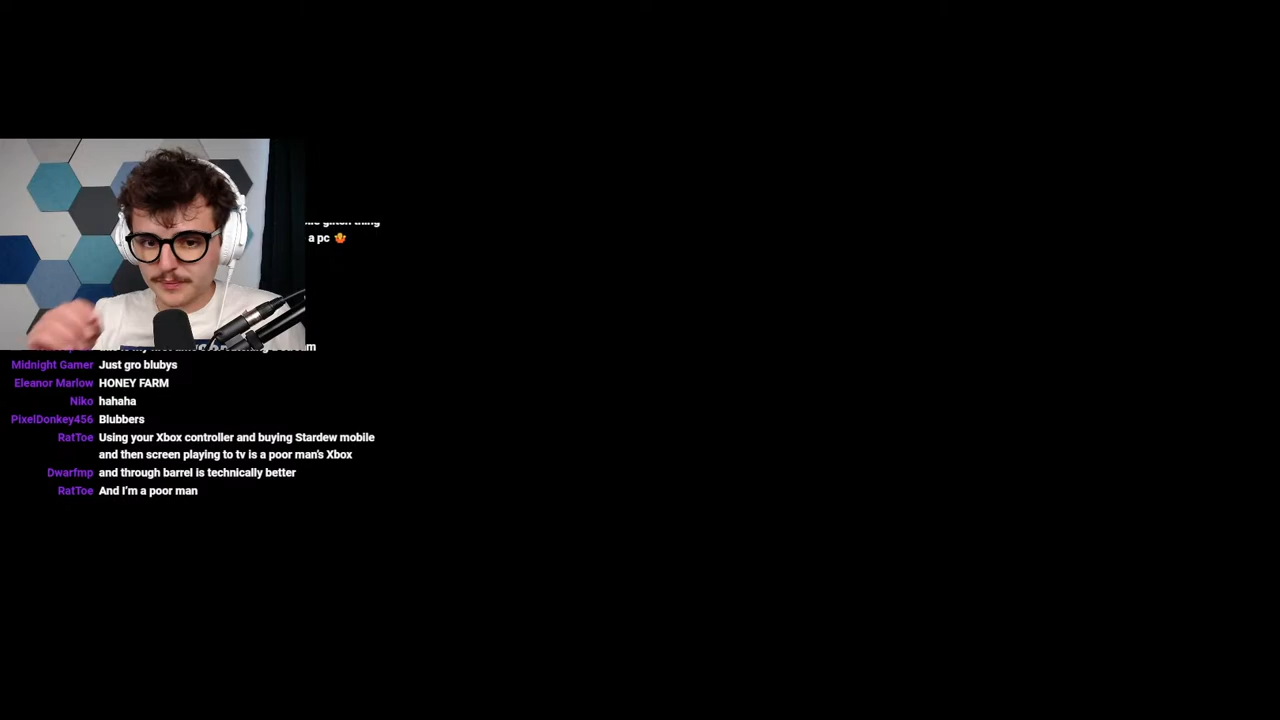 a pc 🤷
Midnight Gamer Just gro blubys
Eleanor Marlow HONEY FARM
Niko hahaha
PixelDonkey456 Blubbers
RatToe Using your Xbox controller and buying Stardew mobile
and then screen playing to tv is a poor man's Xbox
Dwarfmp and through barrel is technically better
RatToe And I'm a poor man